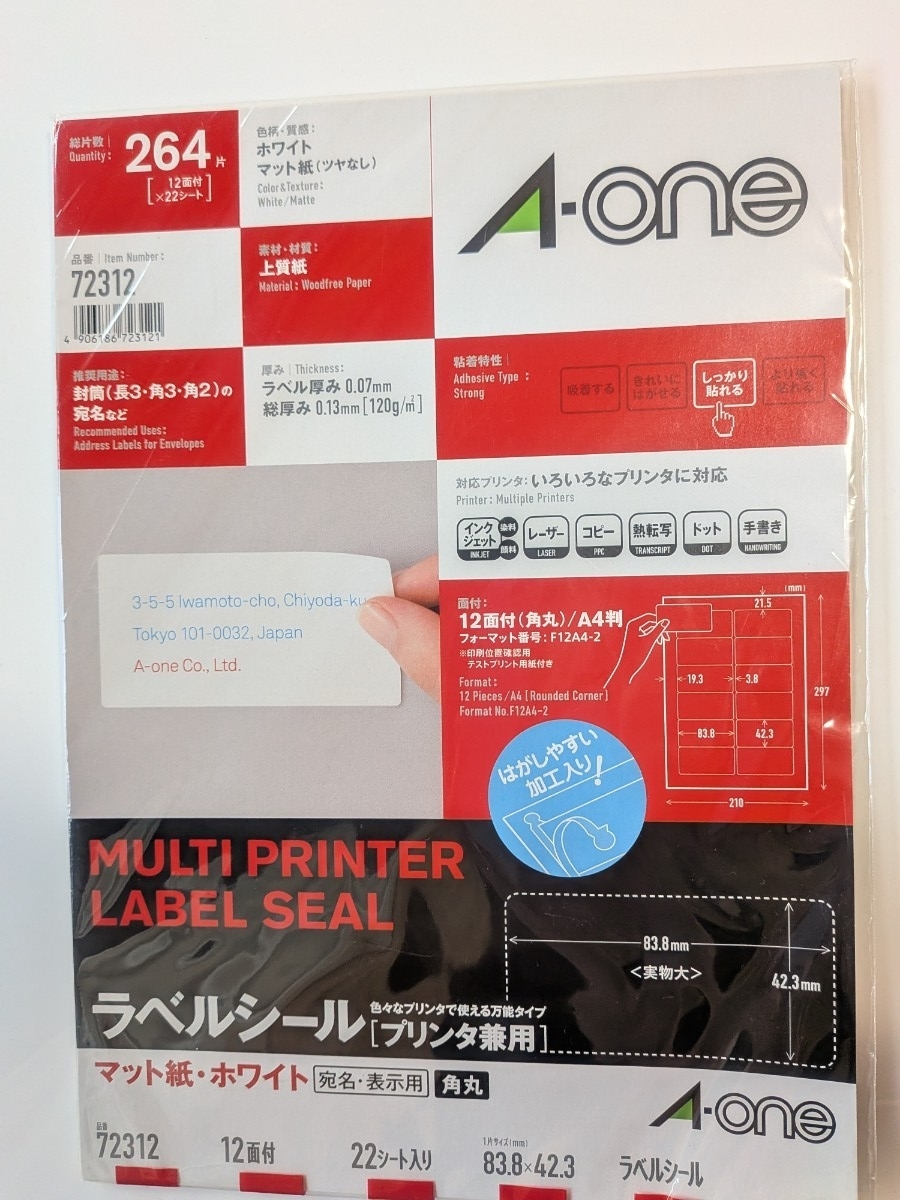 総片数
Quantity:
264片
[12面付
×22シート]
色柄・質感:
ホワイト
マット紙(ツヤなし)
Color&Texture:
White/Matte
A-one
品番 | Item Number:
72312
4 906186 723121
素材・材質:
上質紙
Material: Woodfree Paper
推奨用途:
封筒(長3・角3・角2)の
宛名など
Recommended Uses:
Address Labels for Envelopes
厚み | Thickness:
ラベル厚み 0.07mm
総厚み 0.13mm[120g/㎡]
粘着特性
Adhesive Type :
Strong
吸着する
きれいに
はがせる
しっかり
貼れる
より強く
貼れる
対応プリンタ:いろいろなプリンタに対応
Printer: Multiple Printers
インク
ジェット
染料
顔料
INKJET
レーザー
LASER
コピー
PPC
熱転写
TRANSCRIPT
ドット
DOT
手書き
HANDWRITING
3-5-5 Iwamoto-cho, Chiyoda-ku
Tokyo 101-0032, Japan
A-one Co., Ltd.
面付:
12面付(角丸)/A4判
フォーマット番号:F12A4-2
※印刷位置確認用
テストプリント用紙付き
Format:
12 Pieces/A4 [Rounded Corner]
Format No.F12A4-2
(mm)
21.5
19.3
3.8
297
83.8
42.3
210
はがしやすい
加工入り!
MULTI PRINTER
LABEL SEAL
83.8mm
<実物大>
42.3mm
ラベルシール
色々なプリンタで使える万能タイプ
[プリンタ兼用]
マット紙・ホワイト 宛名・表示用 角丸
A-one
品番
72312
12面付
22シート入り
1片サイズ(mm)
83.8×42.3
ラベルシール